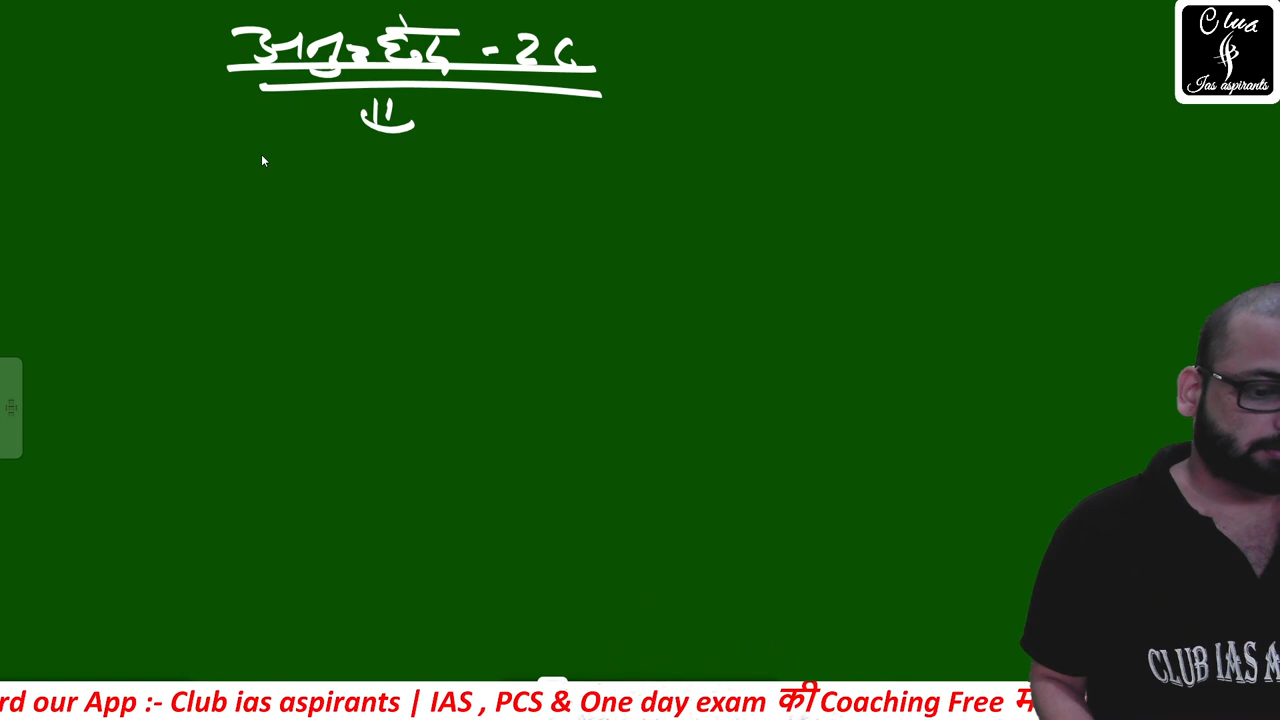 अनुच्छेद - 26
Club
Ias aspirants
CLUB IAS A
rd our App :- Club ias aspirants | IAS , PCS & One day exam की Coaching Free म